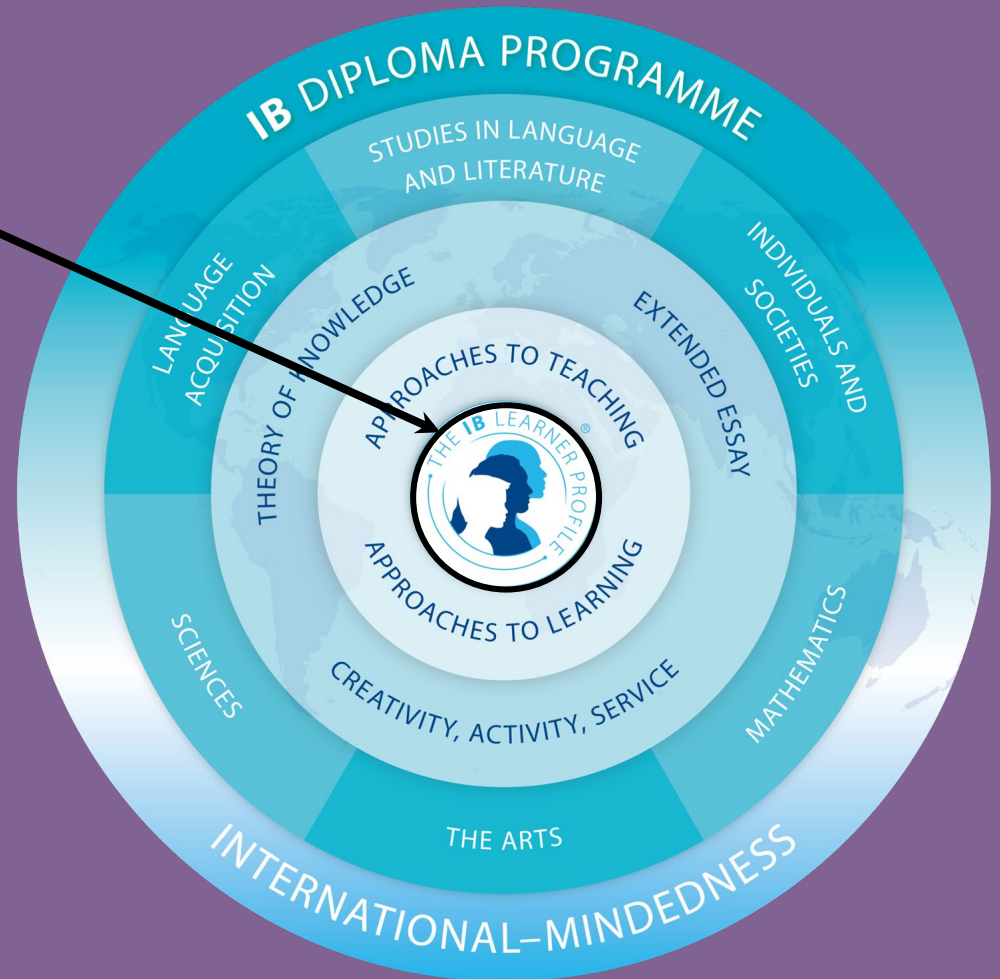 IB DIPLOMA PROGRAMME
STUDIES IN LANGUAGE
AND LITERATURE
LANGUAGE
ACQUISITION
INDIVIDUALS AND
SOCIETIES
THEORY OF KNOWLEDGE
EXTENDED ESSAY
APPROACHES TO TEACHING
THE IB LEARNER PROFILE ®
APPROACHES TO LEARNING
SCIENCES
MATHEMATICS
CREATIVITY, ACTIVITY, SERVICE
THE ARTS
INTERNATIONAL–MINDEDNESS